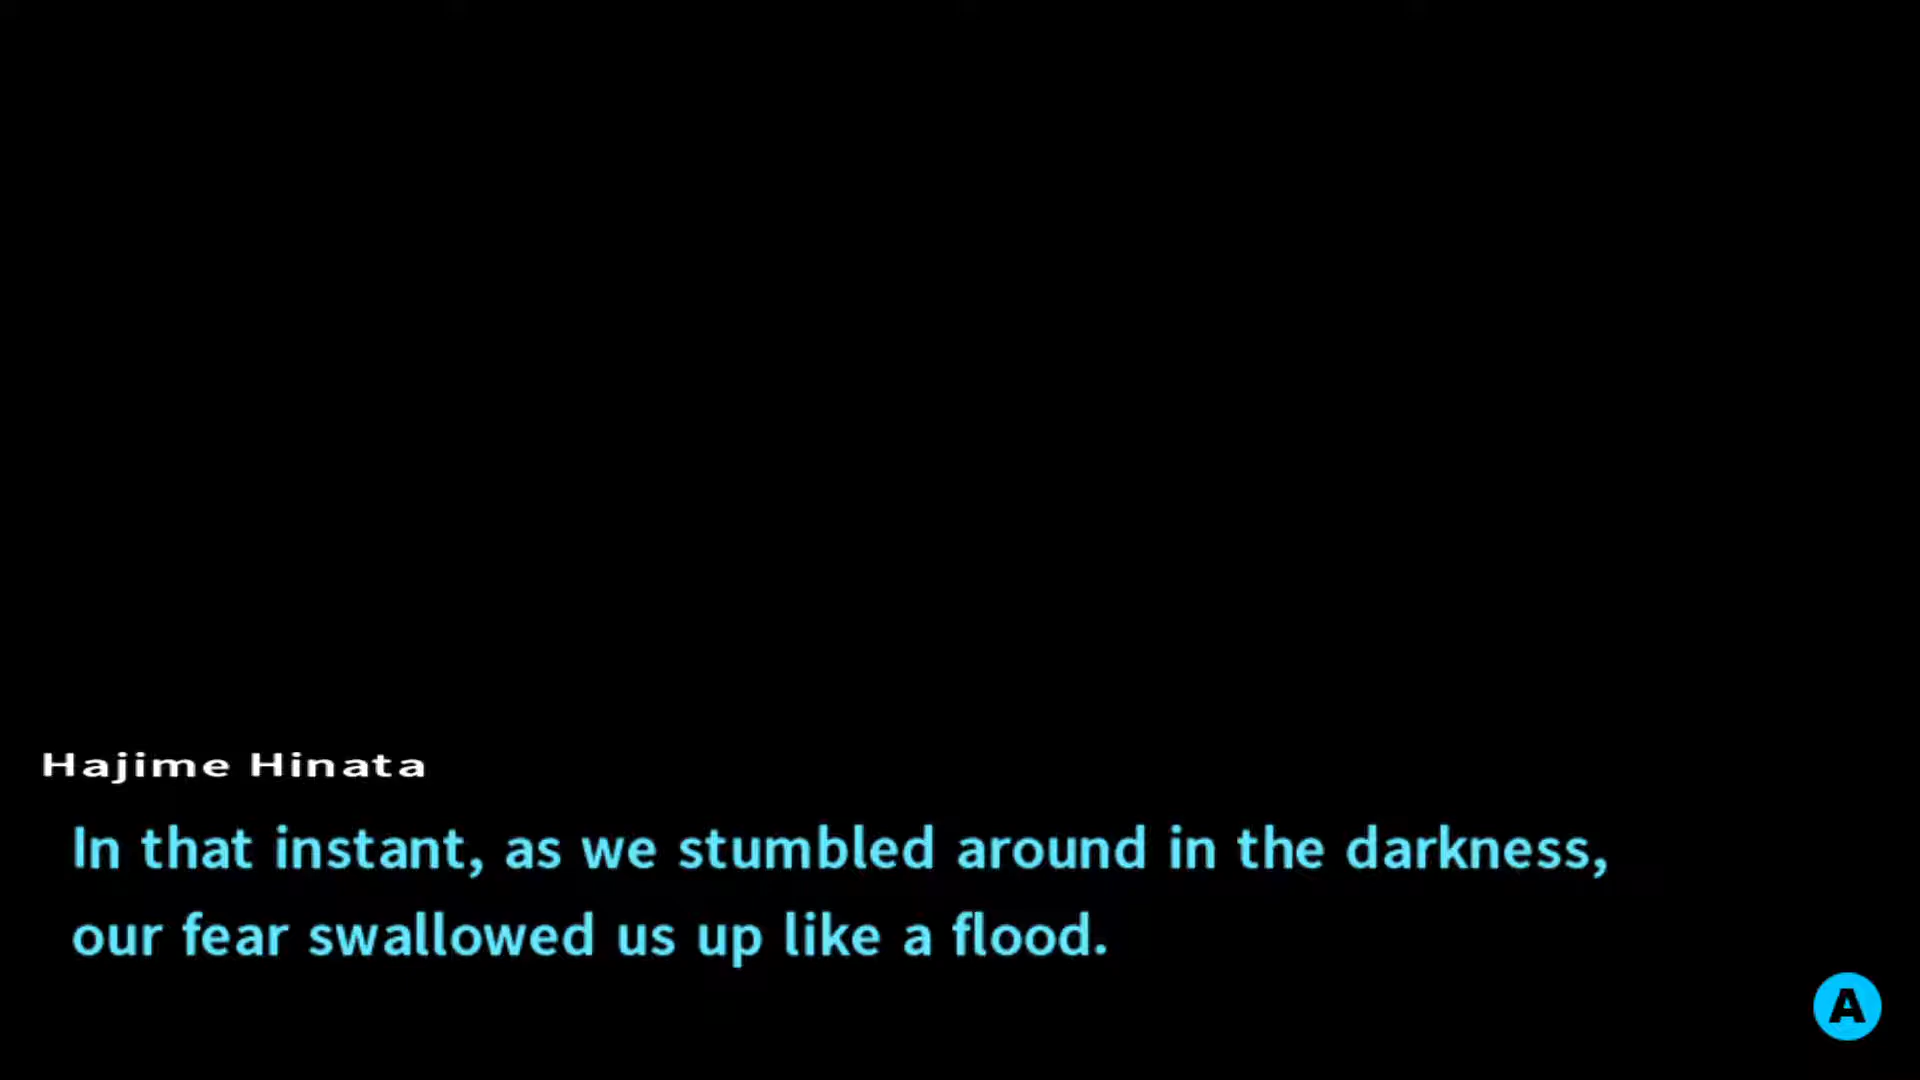 Hajime Hinata
In that instant, as we stumbled around in the darkness,
our fear swallowed us up like a flood.
A